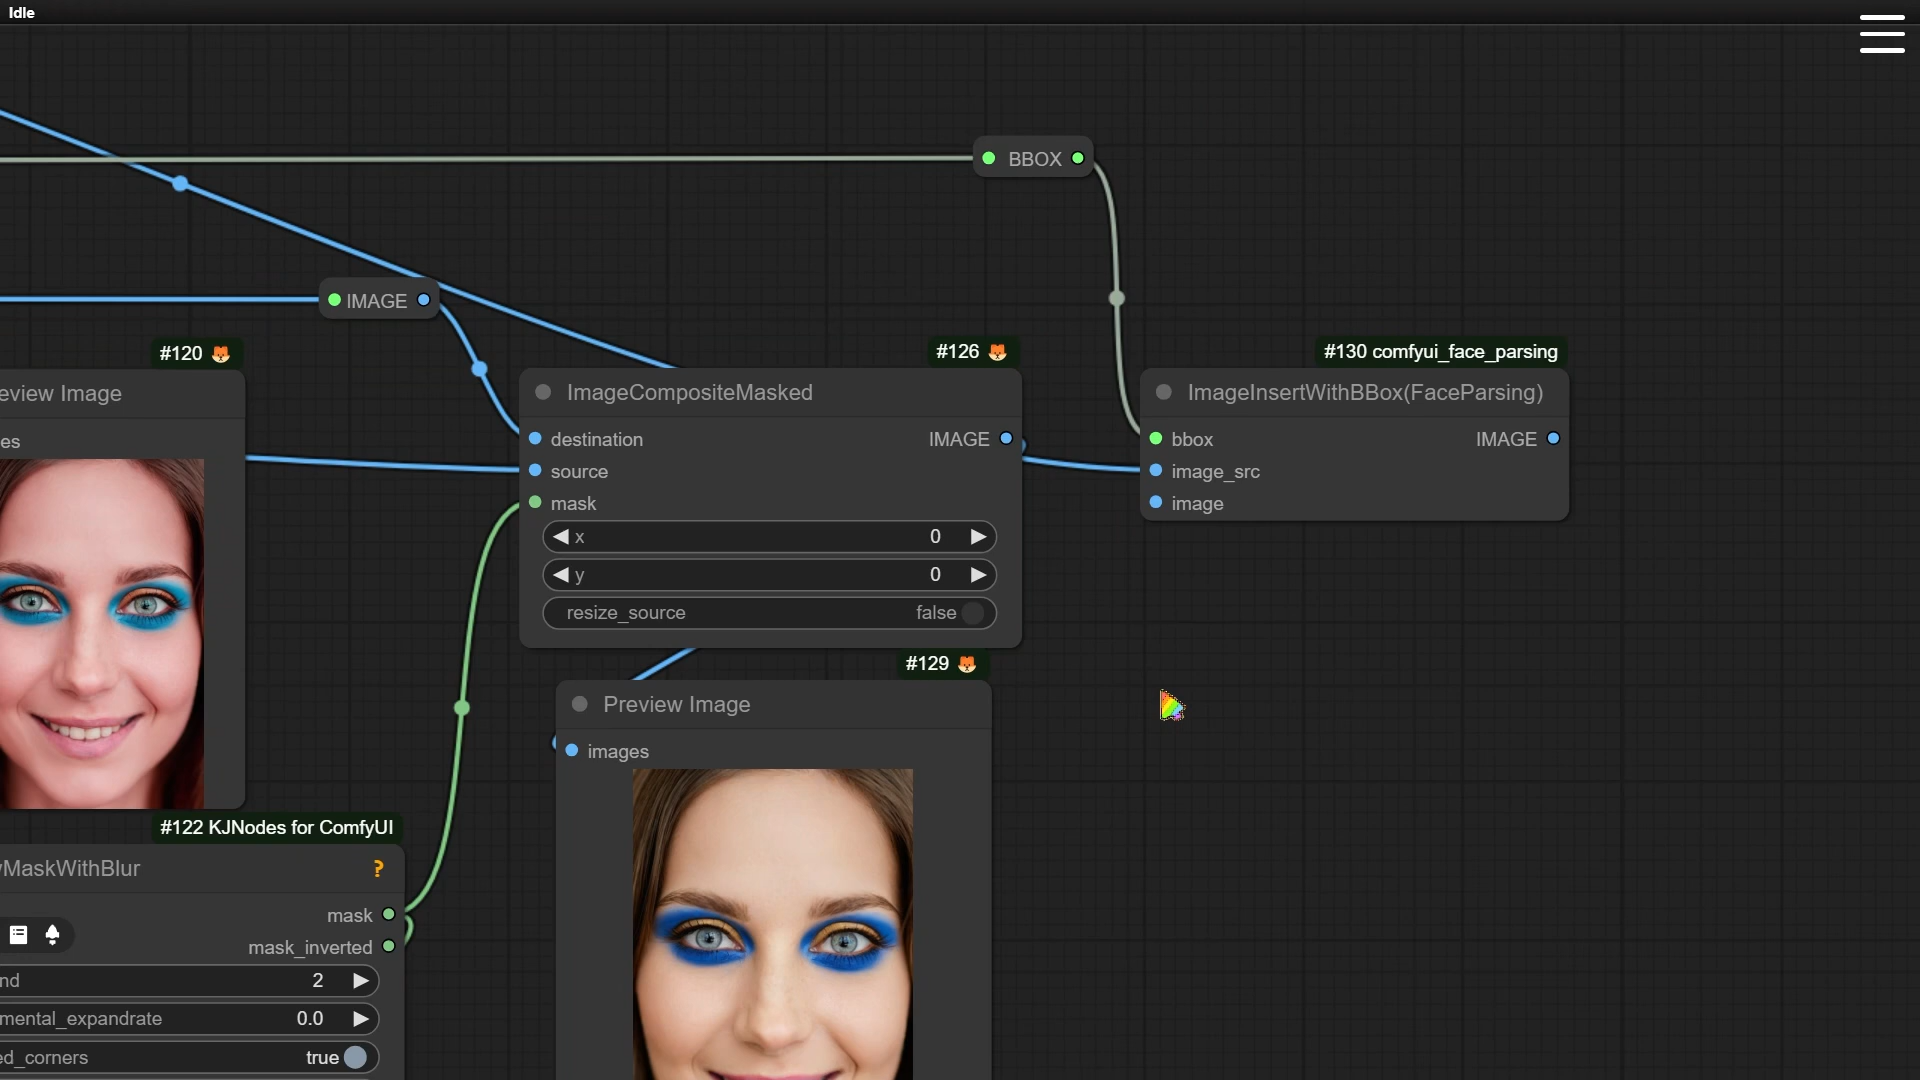 Idle
BBOX
IMAGE
#120
#126
#130 comfyui_face_parsing
eview Image
ImageCompositeMasked
ImageInsertWithBBox(FaceParsing)
es
destination
IMAGE
bbox
IMAGE
source
image_src
mask
image
x
0
y
0
resize_source
false
#129
Preview Image
images
#122 KJNodes for ComfyUI
MaskWithBlur
?
mask
mask_inverted
nd
2
mental_expandrate
0.0
ed_corners
true